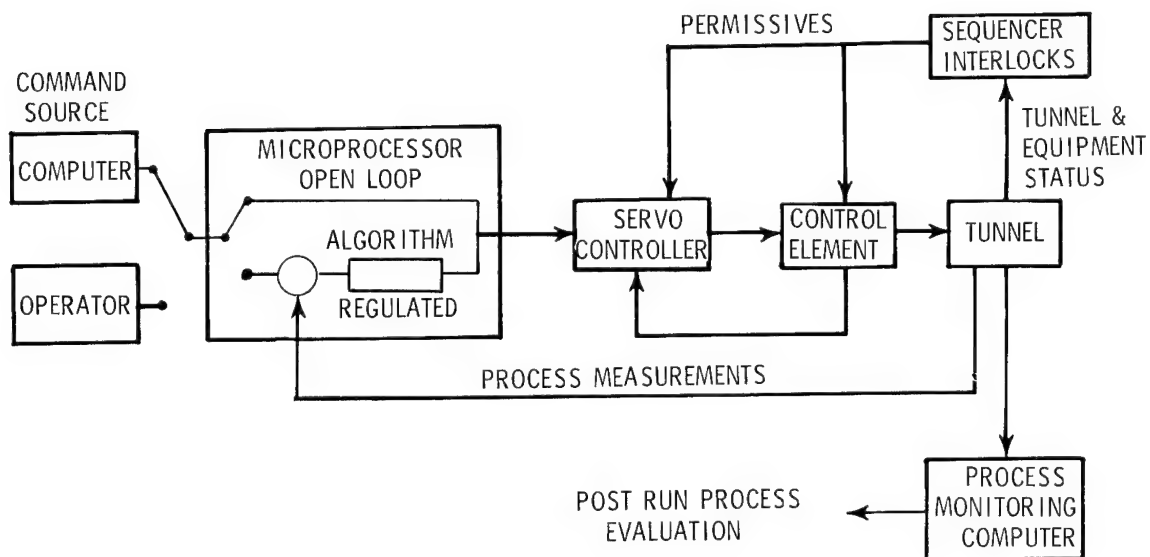 PERMISSIVES
SEQUENCER
INTERLOCKS
COMMAND
SOURCE
COMPUTER
OPERATOR
MICROPROCESSOR
OPEN LOOP
ALGORITHM
REGULATED
SERVO
CONTROLLER
CONTROL
ELEMENT
TUNNEL
TUNNEL &
EQUIPMENT
STATUS
PROCESS MEASUREMENTS
POST RUN PROCESS
EVALUATION
PROCESS
MONITORING
COMPUTER